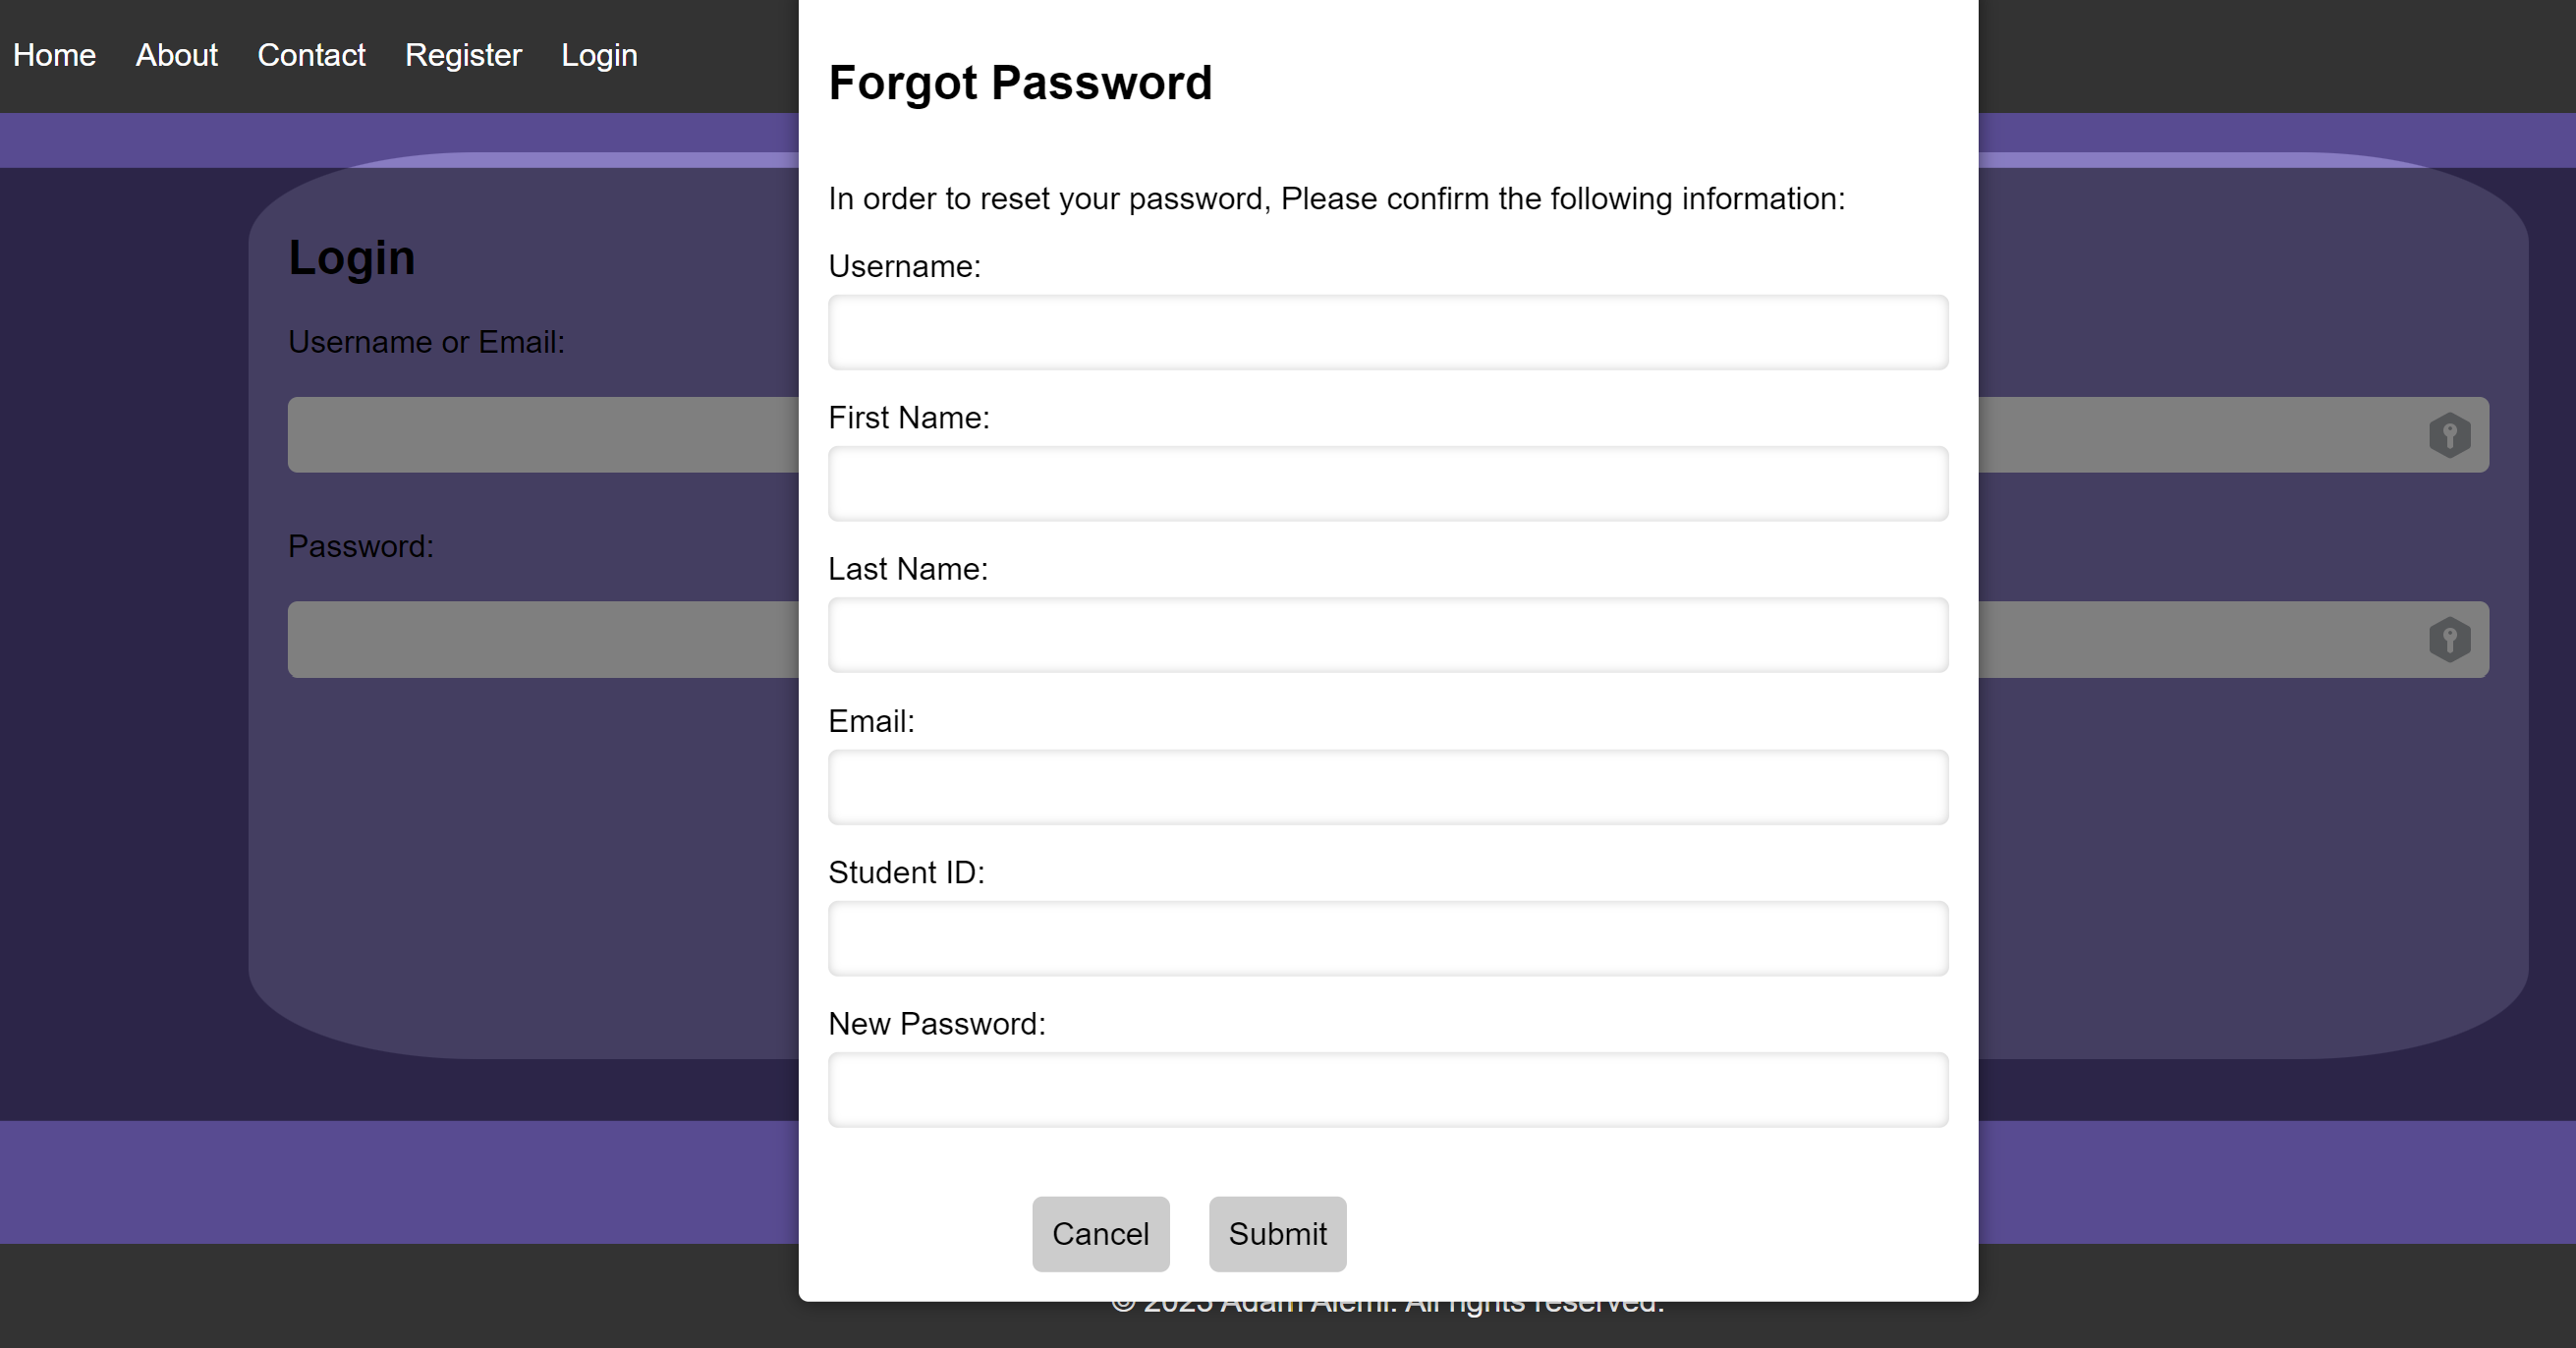 Home About Contact Register Login
Forgot Password
In order to reset your password, Please confirm the following information:
Username:
First Name:
Last Name:
Email:
Student ID:
New Password:
Cancel Submit
Login
Username or Email:
Password:
© 2023 Adam Alemi. All rights reserved.